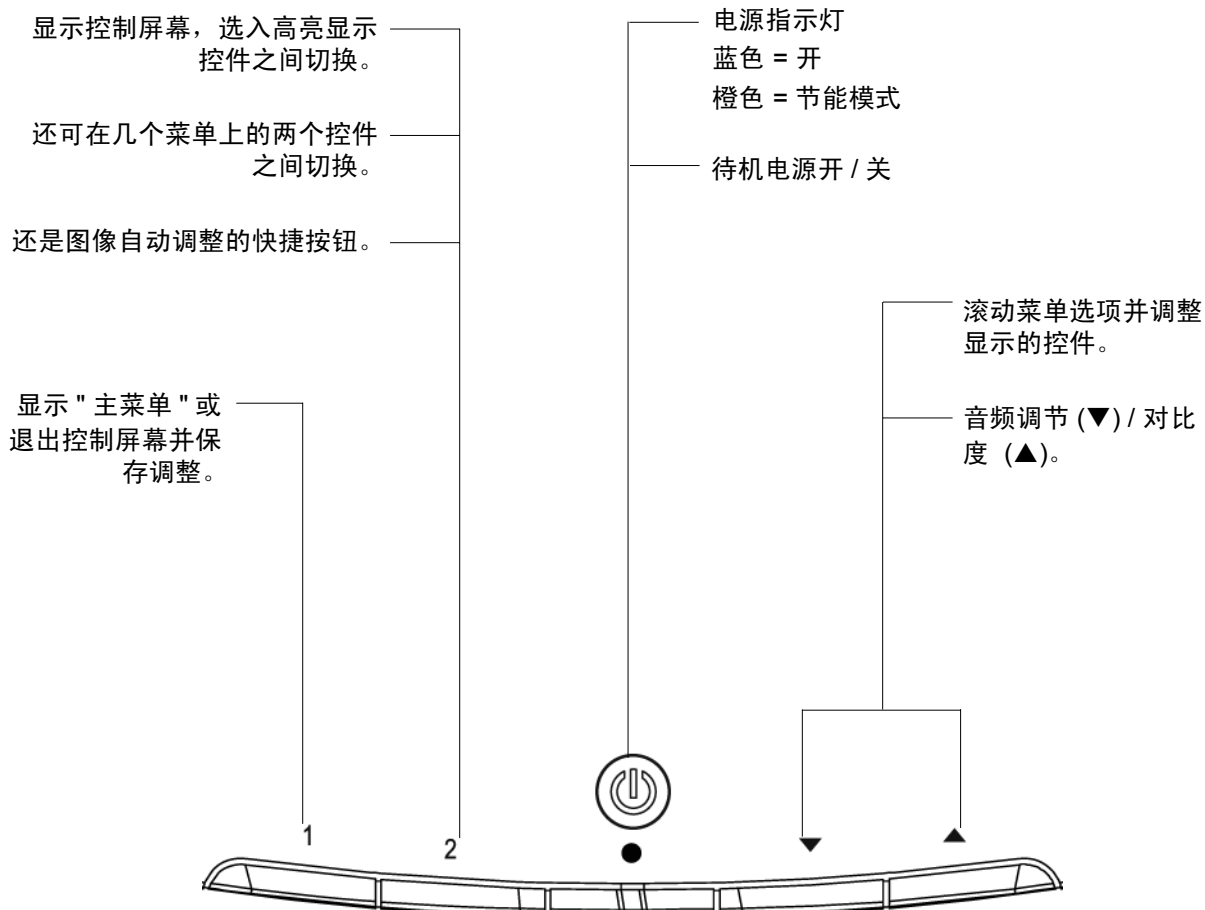 显示控制屏幕，选入高亮显示
控件之间切换。
还可在几个菜单上的两个控件
之间切换。
还是图像自动调整的快捷按钮。
显示 " 主菜单 " 或
退出控制屏幕并保
存调整。
电源指示灯
蓝色 = 开
橙色 = 节能模式
待机电源开 / 关
滚动菜单选项并调整
显示的控件。
音频调节 (▼) / 对比
度 (▲)。
1
2